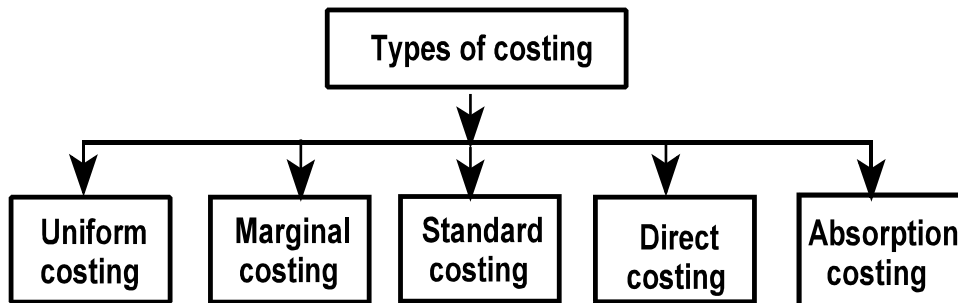 Types of costing
Uniform
costing
Marginal
costing
Standard
costing
Direct
costing
Absorption
costing